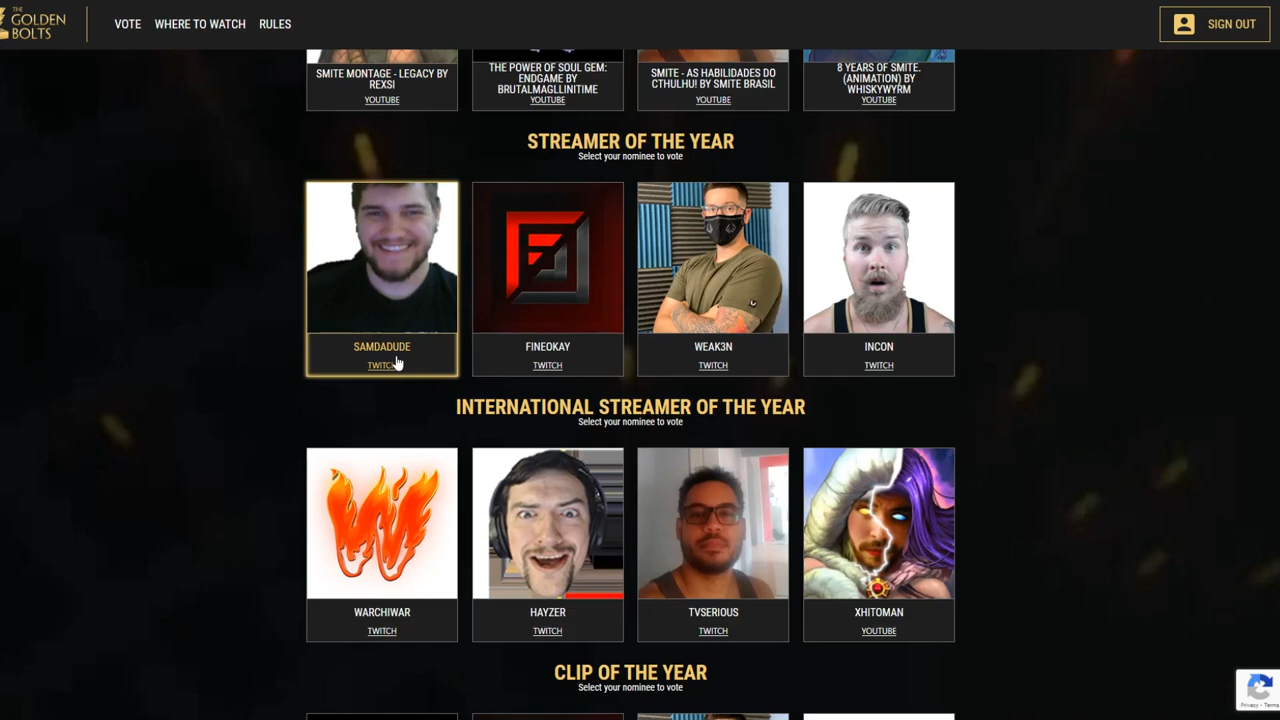 THE
GOLDEN
BOLTS
VOTE
WHERE TO WATCH
RULES
SIGN OUT
SMITE MONTAGE - LEGACY BY
REXSI
YOUTUBE
THE POWER OF SOUL GEM:
ENDGAME BY
BRUTALMAGLLINITIME
YOUTUBE
SMITE - AS HABILIDADES DO
CTHULHU! BY SMITE BRASIL
YOUTUBE
8 YEARS OF SMITE.
(ANIMATION) BY
WHISKYWYRM
YOUTUBE
STREAMER OF THE YEAR
Select your nominee to vote
SAMDADUDE
TWITCH
FINEOKAY
TWITCH
WEAK3N
TWITCH
INCON
TWITCH
INTERNATIONAL STREAMER OF THE YEAR
Select your nominee to vote
WARCHIWAR
TWITCH
HAYZER
TWITCH
TVSERIOUS
TWITCH
XHITOMAN
YOUTUBE
CLIP OF THE YEAR
Select your nominee to vote
Privacy - Terms